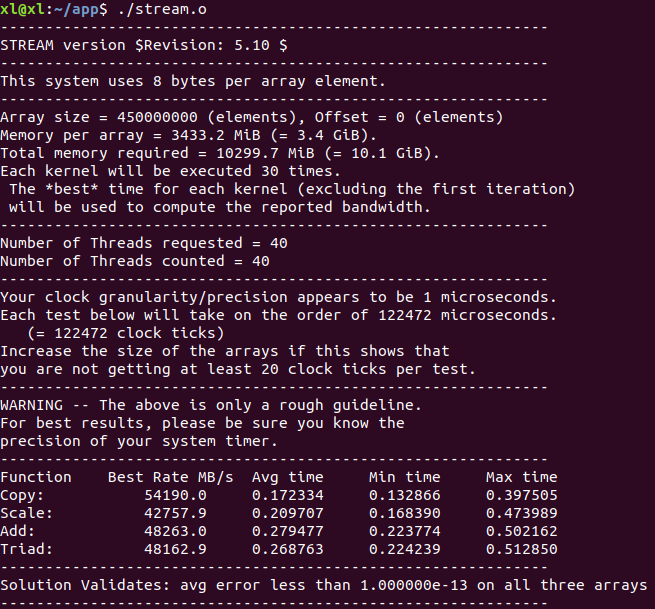 xl@xl:~/app$ ./stream.o
-------------------------------------------------------------
STREAM version $Revision: 5.10 $
-------------------------------------------------------------
This system uses 8 bytes per array element.
-------------------------------------------------------------
Array size = 450000000 (elements), Offset = 0 (elements)
Memory per array = 3433.2 MiB (= 3.4 GiB).
Total memory required = 10299.7 MiB (= 10.1 GiB).
Each kernel will be executed 30 times.
 The *best* time for each kernel (excluding the first iteration)
 will be used to compute the reported bandwidth.
-------------------------------------------------------------
Number of Threads requested = 40
Number of Threads counted = 40
-------------------------------------------------------------
Your clock granularity/precision appears to be 1 microseconds.
Each test below will take on the order of 122472 microseconds.
   (= 122472 clock ticks)
Increase the size of the arrays if this shows that
you are not getting at least 20 clock ticks per test.
-------------------------------------------------------------
WARNING -- The above is only a rough guideline.
For best results, please be sure you know the
precision of your system timer.
-------------------------------------------------------------
Function    Best Rate MB/s  Avg time     Min time     Max time
Copy:           54190.0     0.172334     0.132866     0.397505
Scale:          42757.9     0.209707     0.168390     0.473989
Add:            48263.0     0.279477     0.223774     0.502162
Triad:          48162.9     0.268763     0.224239     0.512850
-------------------------------------------------------------
Solution Validates: avg error less than 1.000000e-13 on all three arrays
-------------------------------------------------------------